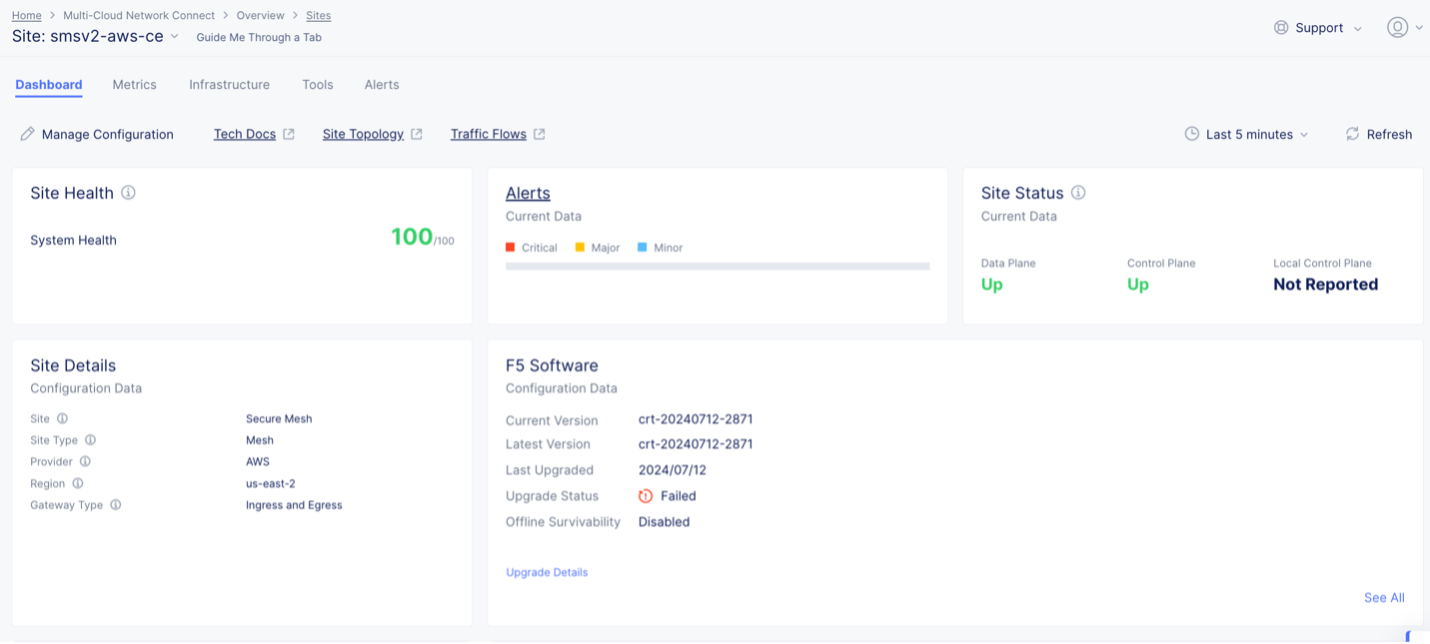 Home > Multi-Cloud Network Connect > Overview > Sites
Site: smsv2-aws-ce Guide Me Through a Tab
Support
Dashboard Metrics Infrastructure Tools Alerts
Manage Configuration Tech Docs Site Topology Traffic Flows Last 5 minutes Refresh
Site Health
System Health 100/100
Alerts
Current Data
Critical Major Minor
Site Status
Current Data
Data Plane Control Plane Local Control Plane
Up Up Not Reported
Site Details
Configuration Data
Site Secure Mesh
Site Type Mesh
Provider AWS
Region us-east-2
Gateway Type Ingress and Egress
F5 Software
Configuration Data
Current Version crt-20240712-2871
Latest Version crt-20240712-2871
Last Upgraded 2024/07/12
Upgrade Status Failed
Offline Survivability Disabled
Upgrade Details
See All